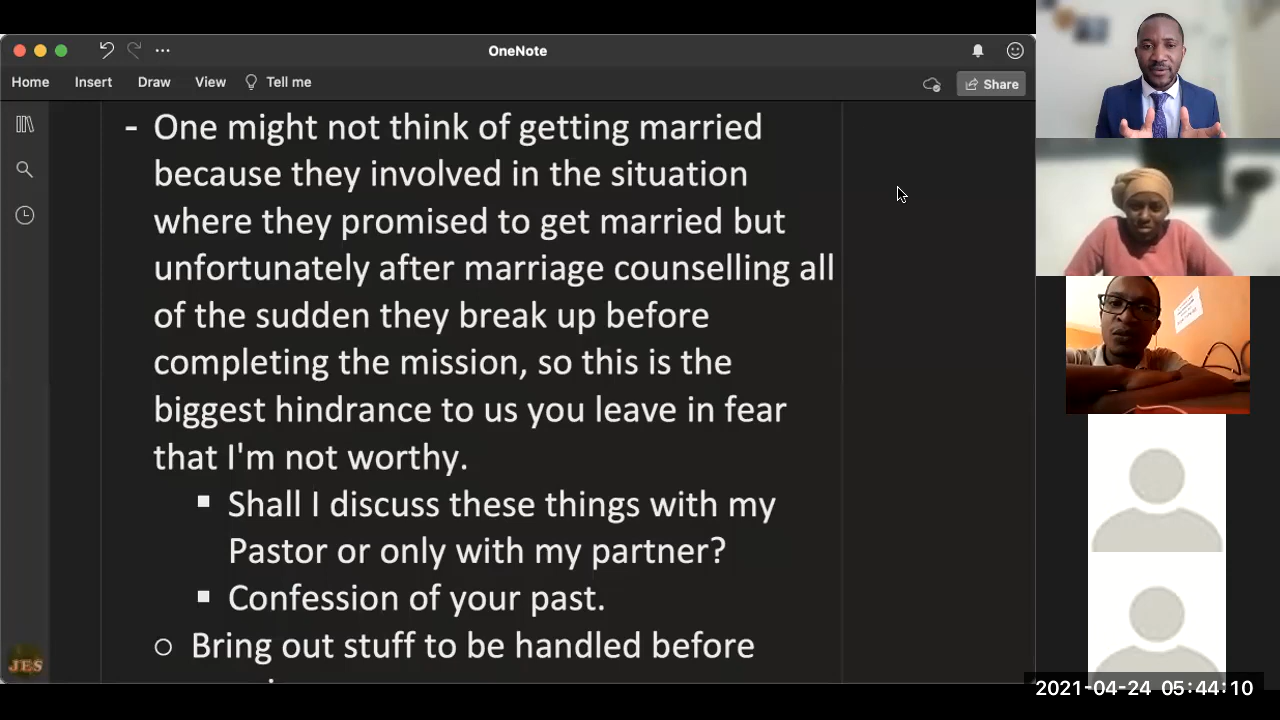 OneNote
Home Insert Draw View Tell me Share
- One might not think of getting married
because they involved in the situation
where they promised to get married but
unfortunately after marriage counselling all
of the sudden they break up before
completing the mission, so this is the
biggest hindrance to us you leave in fear
that I'm not worthy.
▪ Shall I discuss these things with my
Pastor or only with my partner?
▪ Confession of your past.
○ Bring out stuff to be handled before
JES
2021-04-24 05:44:10